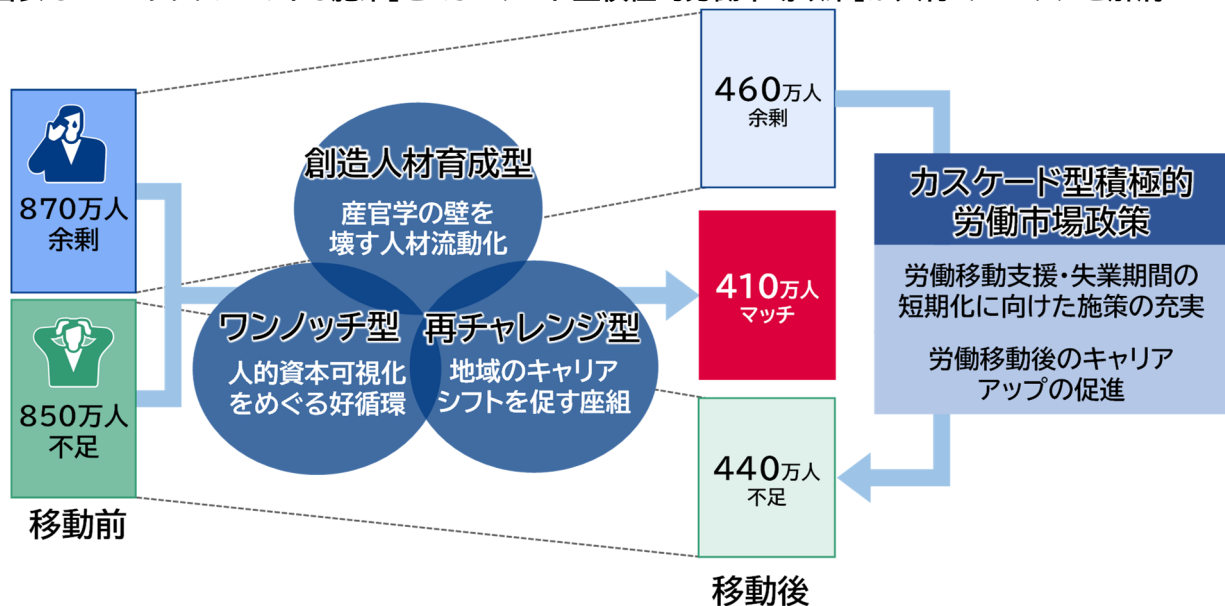 870万人
余剰
850万人
不足
移動前
創造人材育成型
産官学の壁を
壊す人材流動化
ワンノッチ型
人的資本可視化
をめぐる好循環
再チャレンジ型
地域のキャリア
シフトを促す座組
460万人
余剰
410万人
マッチ
440万人
不足
移動後
カスケード型積極的
労働市場政策
労働移動支援・失業期間の
短期化に向けた施策の充実
労働移動後のキャリア
アップの促進